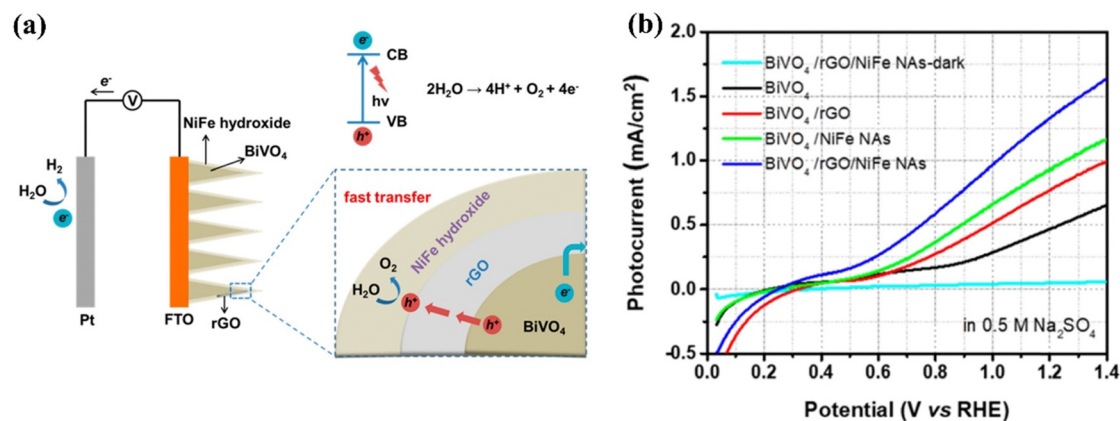 (a)
e-
V
NiFe hydroxide
BiVO4
H2
H2O
e-
Pt
FTO
rGO
e-
CB
hν
VB
h+
2H2O → 4H+ + O2 + 4e-
fast transfer
NiFe hydroxide
rGO
O2
H2O
h+
h+
e-
BiVO4
(b)
Photocurrent (mA/cm2)
2.0
1.5
1.0
0.5
0.0
-0.5
BiVO4 /rGO/NiFe NAs-dark
BiVO4
BiVO4 /rGO
BiVO4 /NiFe NAs
BiVO4 /rGO/NiFe NAs
in 0.5 M Na2SO4
0.0 0.2 0.4 0.6 0.8 1.0 1.2 1.4
Potential (V vs RHE)